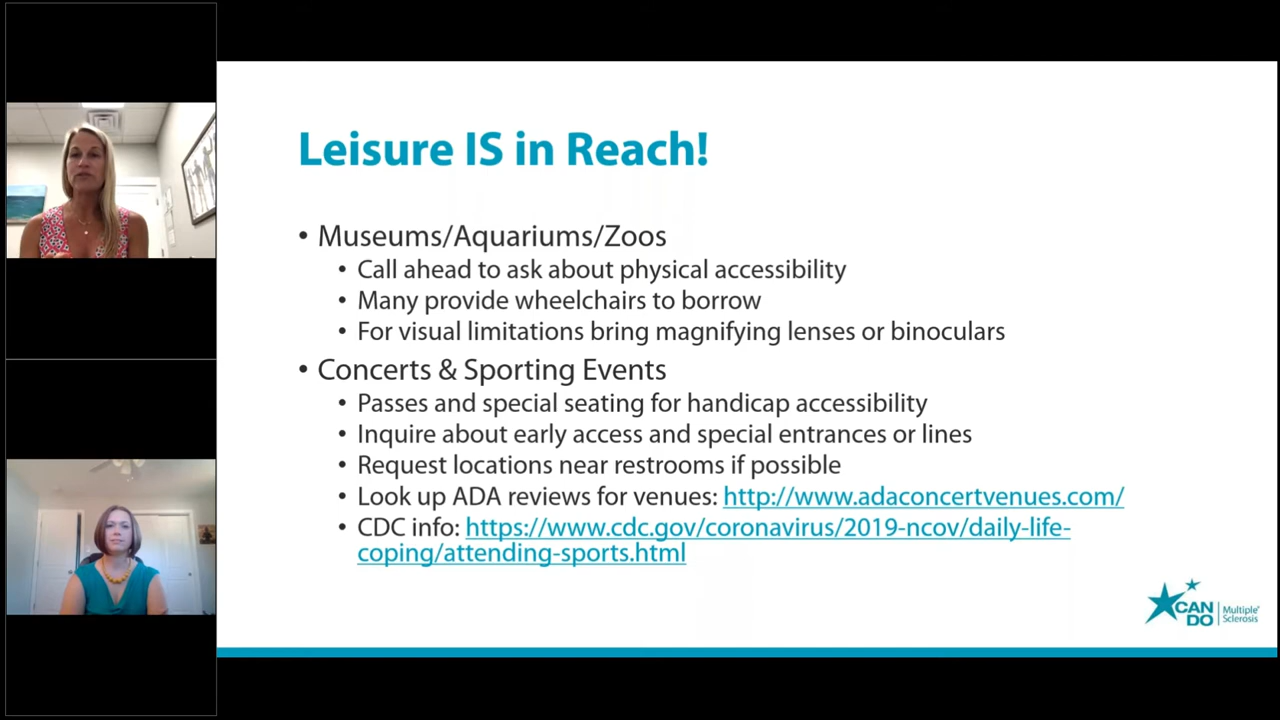 Leisure IS in Reach!
• Museums/Aquariums/Zoos
• Call ahead to ask about physical accessibility
• Many provide wheelchairs to borrow
• For visual limitations bring magnifying lenses or binoculars
• Concerts & Sporting Events
• Passes and special seating for handicap accessibility
• Inquire about early access and special entrances or lines
• Request locations near restrooms if possible
• Look up ADA reviews for venues: http://www.adaconcertvenues.com/
• CDC info: https://www.cdc.gov/coronavirus/2019-ncov/daily-life-
coping/attending-sports.html
CAN DO
Multiple®
Sclerosis